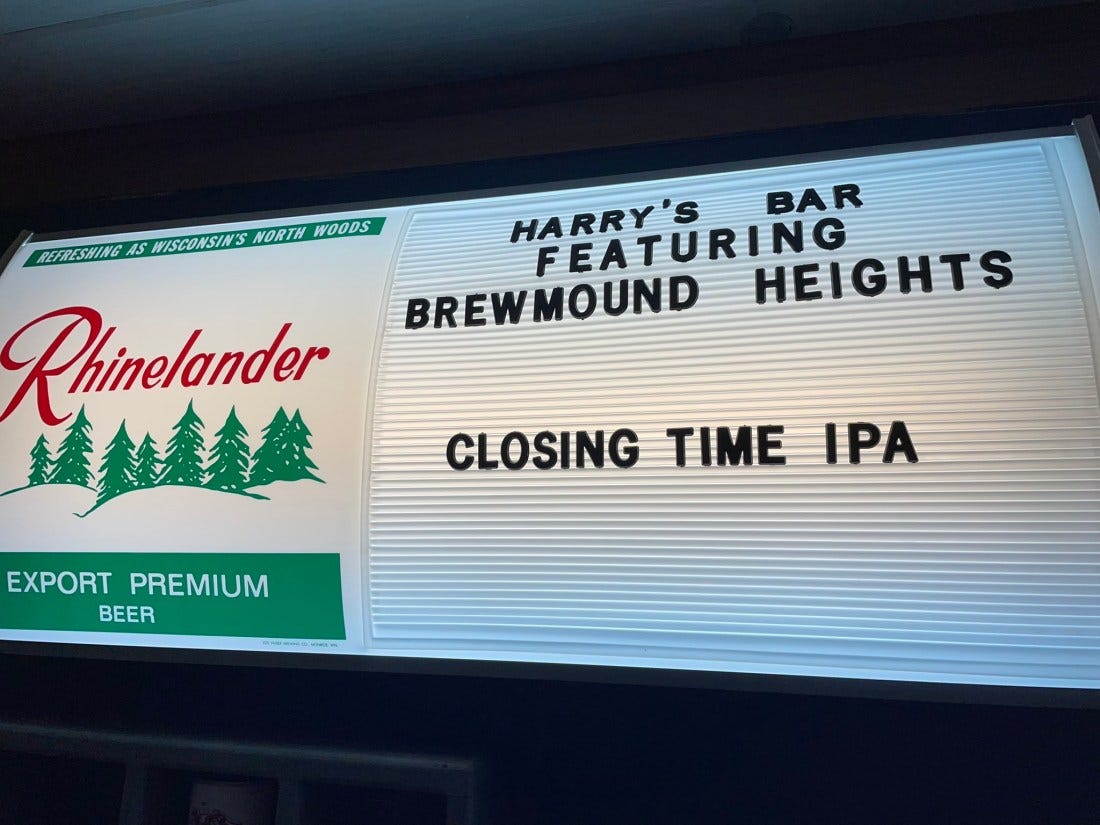 REFRESHING AS WISCONSIN'S NORTH WOODS
Rhinelander
EXPORT PREMIUM
BEER
HARRY'S BAR
FEATURING
BREWMOUND HEIGHTS
CLOSING TIME IPA